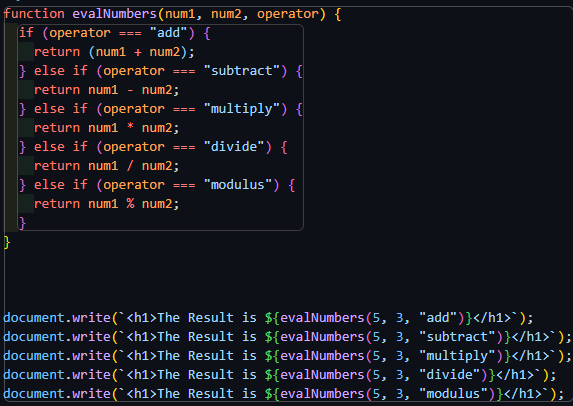 function evalNumbers(num1, num2, operator) {
  if (operator === "add") {
    return (num1 + num2);
  } else if (operator === "subtract") {
    return num1 - num2;
  } else if (operator === "multiply") {
    return num1 * num2;
  } else if (operator === "divide") {
    return num1 / num2;
  } else if (operator === "modulus") {
    return num1 % num2;
  }
}
document.write(`<h1>The Result is ${evalNumbers(5, 3, "add")}</h1>`);
document.write(`<h1>The Result is ${evalNumbers(5, 3, "subtract")}</h1>`);
document.write(`<h1>The Result is ${evalNumbers(5, 3, "multiply")}</h1>`);
document.write(`<h1>The Result is ${evalNumbers(5, 3, "divide")}</h1>`);
document.write(`<h1>The Result is ${evalNumbers(5, 3, "modulus")}</h1>`);